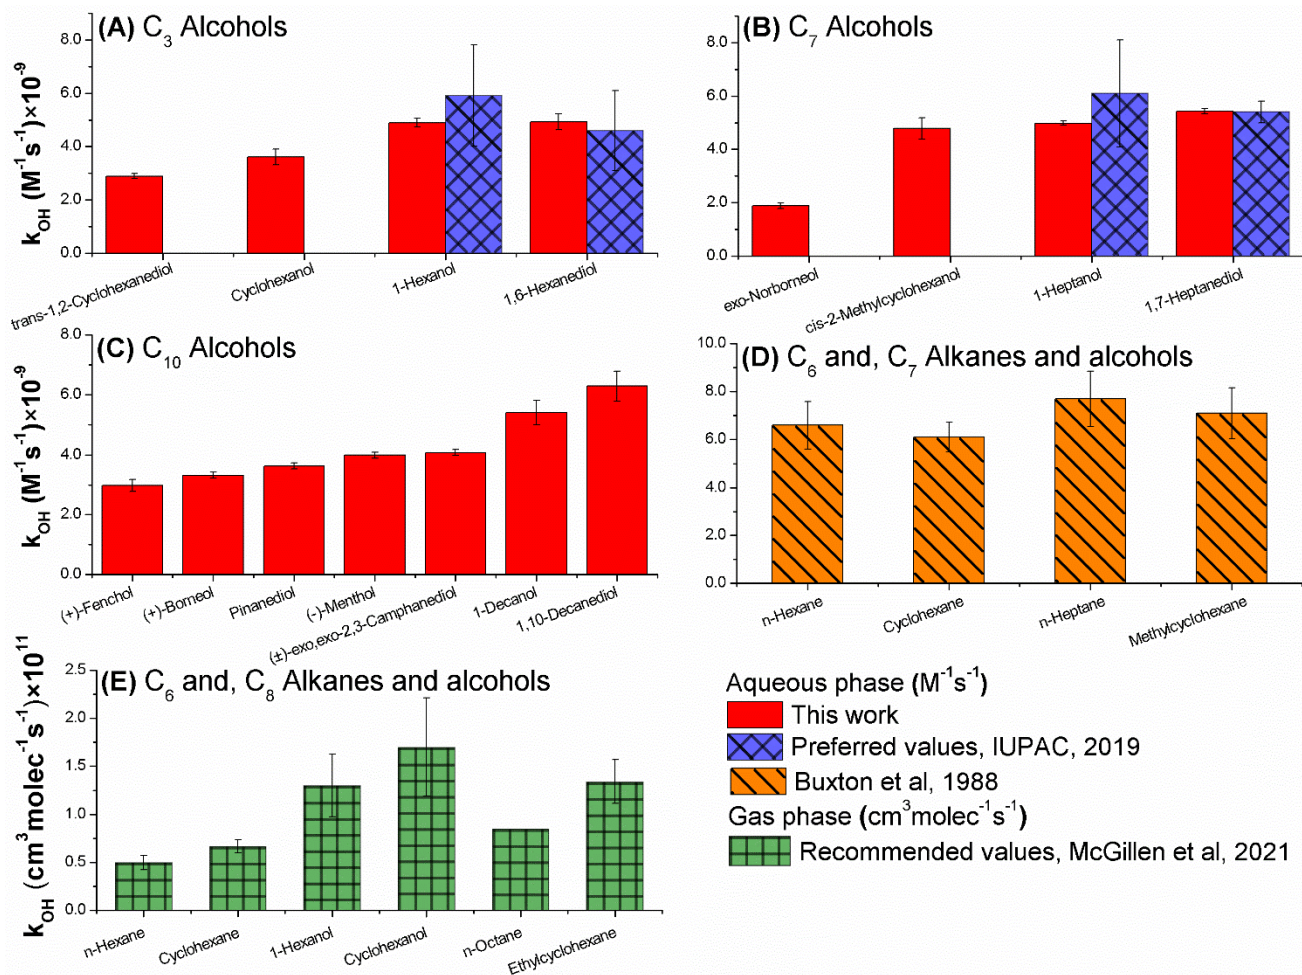 (A) C₃ Alcohols
k_OH (M⁻¹s⁻¹)×10⁻⁹
8.0
6.0
4.0
2.0
0.0
trans-1,2-Cyclohexanediol
Cyclohexanol
1-Hexanol
1,6-Hexanediol
(B) C₇ Alcohols
8.0
6.0
4.0
2.0
0.0
exo-Norborneol
cis-2-Methylcyclohexanol
1-Heptanol
1,7-Heptanediol
(C) C₁₀ Alcohols
k_OH (M⁻¹s⁻¹)×10⁻⁹
8.0
6.0
4.0
2.0
0.0
(+)-Fenchol
(+)-Borneol
Pinanediol
(-)-Menthol
(±)-exo,exo-2,3-Camphanediol
1-Decanol
1,10-Decanediol
(D) C₆ and, C₇ Alkanes and alcohols
10.0
8.0
6.0
4.0
2.0
0.0
n-Hexane
Cyclohexane
n-Heptane
Methylcyclohexane
(E) C₆ and, C₈ Alkanes and alcohols
k_OH (cm³ molec⁻¹s⁻¹)×10¹¹
2.5
2.0
1.5
1.0
0.5
0.0
n-Hexane
Cyclohexane
1-Hexanol
Cyclohexanol
n-Octane
Ethylcyclohexane
Aqueous phase (M⁻¹s⁻¹)
This work
Preferred values, IUPAC, 2019
Buxton et al, 1988
Gas phase (cm³molec⁻¹s⁻¹)
Recommended values, McGillen et al, 2021